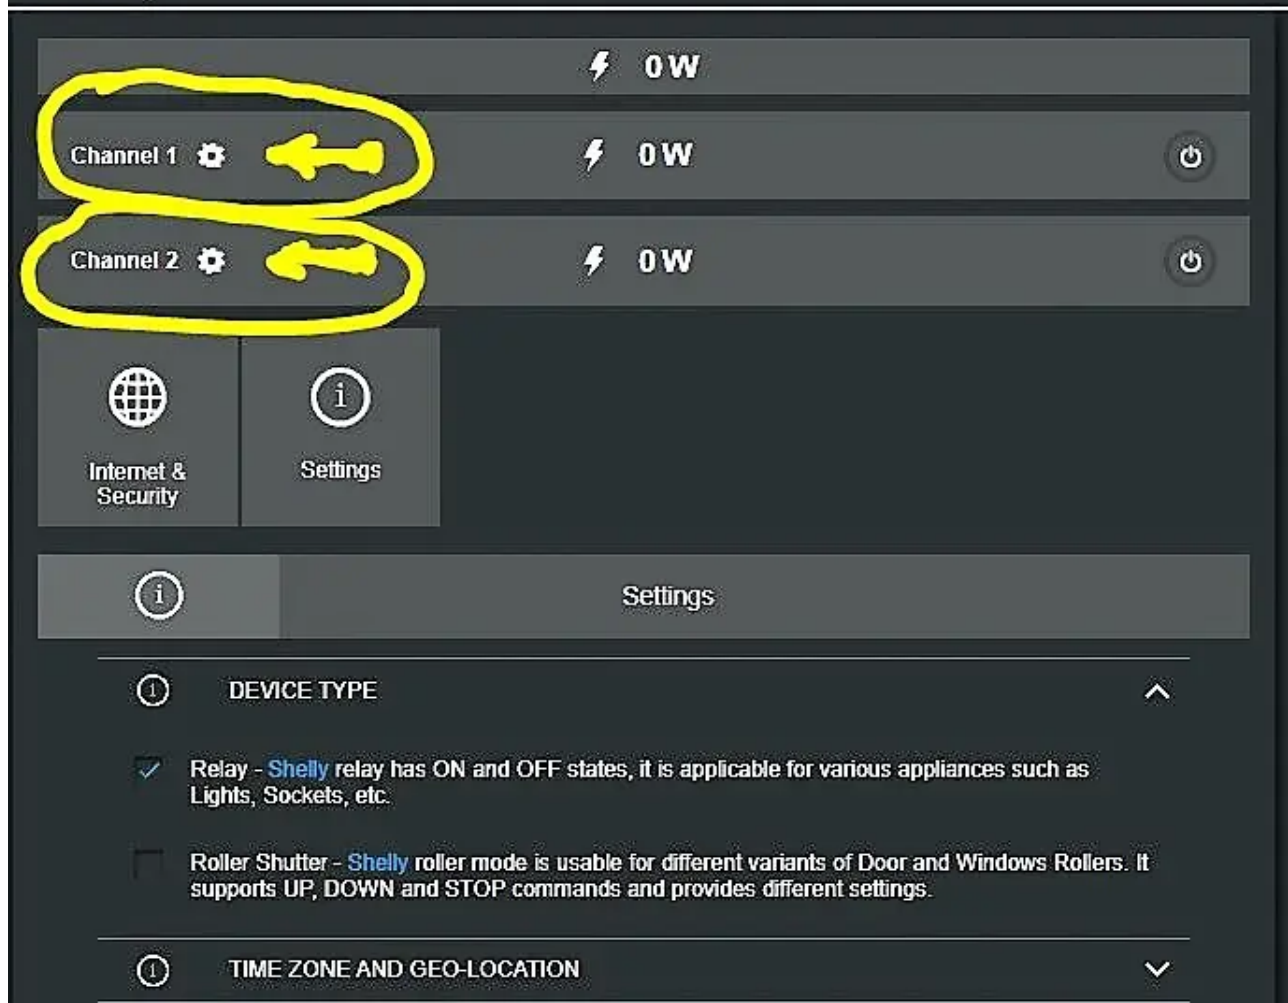 0 W
Channel 1 0 W
Channel 2 0 W
Internet &
Security
Settings
Settings
DEVICE TYPE
Relay - Shelly relay has ON and OFF states, it is applicable for various appliances such as
Lights, Sockets, etc.
Roller Shutter - Shelly roller mode is usable for different variants of Door and Windows Rollers. It
supports UP, DOWN and STOP commands and provides different settings.
TIME ZONE AND GEO-LOCATION